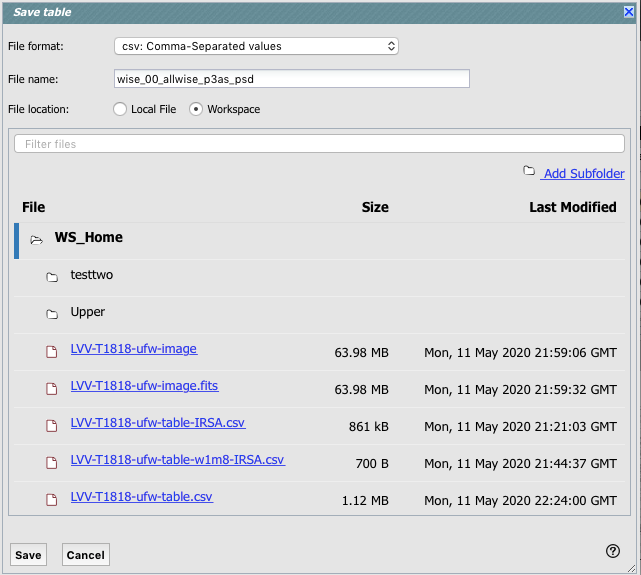 Save table
File format: csv: Comma-Separated values
File name: wise_00_allwise_p3as_psd
File location: Local File Workspace
Filter files
Add Subfolder
File Size Last Modified
WS_Home
testtwo
Upper
LVV-T1818-ufw-image 63.98 MB Mon, 11 May 2020 21:59:06 GMT
LVV-T1818-ufw-image.fits 63.98 MB Mon, 11 May 2020 21:59:32 GMT
LVV-T1818-ufw-table-IRSA.csv 861 kB Mon, 11 May 2020 21:21:03 GMT
LVV-T1818-ufw-table-w1m8-IRSA.csv 700 B Mon, 11 May 2020 21:44:37 GMT
LVV-T1818-ufw-table.csv 1.12 MB Mon, 11 May 2020 22:24:00 GMT
Save Cancel ?